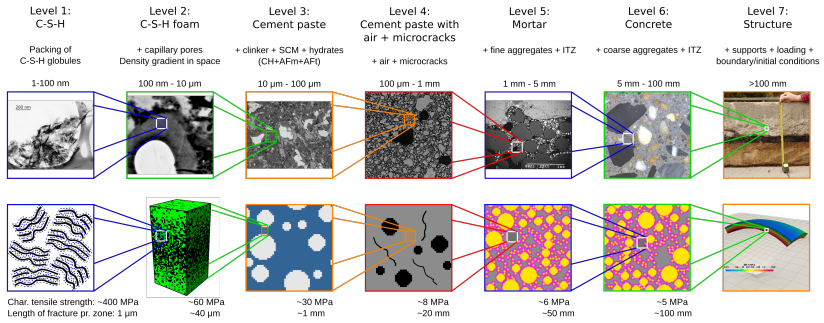 Level 1:
C-S-H
Packing of
C-S-H globules
1-100 nm
Level 2:
C-S-H foam
+ capillary pores
Density gradient in space
100 nm - 10 μm
Level 3:
Cement paste
+ clinker + SCM + hydrates
(CH+AFm+AFt)
10 μm - 100 μm
Level 4:
Cement paste with
air + microcracks
+ air + microcracks
100 μm - 1 mm
Level 5:
Mortar
+ fine aggregates + ITZ
1 mm - 5 mm
Level 6:
Concrete
+ coarse aggregates + ITZ
5 mm - 100 mm
Level 7:
Structure
+ supports + loading +
boundary/initial conditions
>100 mm
200 nm
Char. tensile strength: ~400 MPa ~60 MPa ~30 MPa ~8 MPa ~6 MPa ~5 MPa
Length of fracture pr. zone: 1 μm ~40 μm ~1 mm ~20 mm ~50 mm ~100 mm